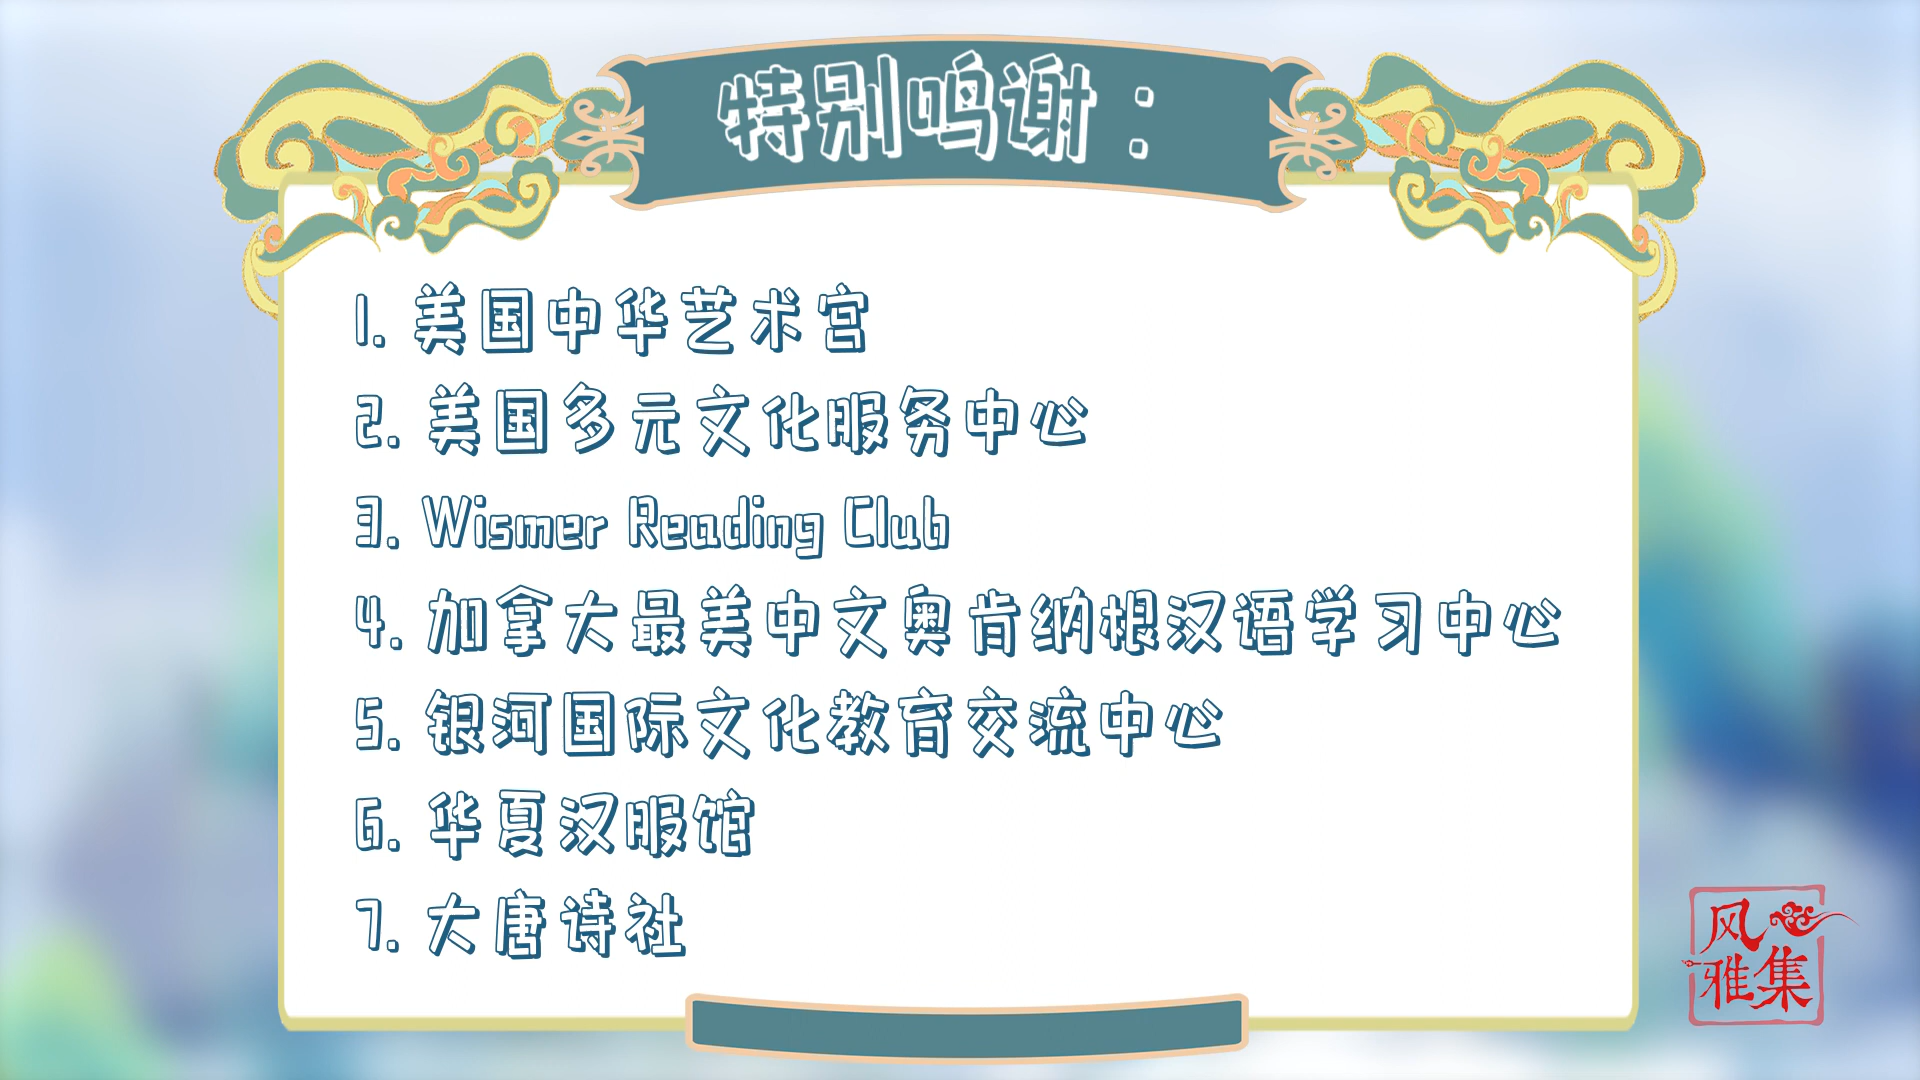 特别鸣谢：
1. 美国中华艺术宫
2. 美国多元文化服务中心
3. Wismer Reading Club
4. 加拿大最美中文奥肯纳根汉语学习中心
5. 银河国际文化教育交流中心
6. 华夏汉服馆
7. 大唐诗社
风
雅集